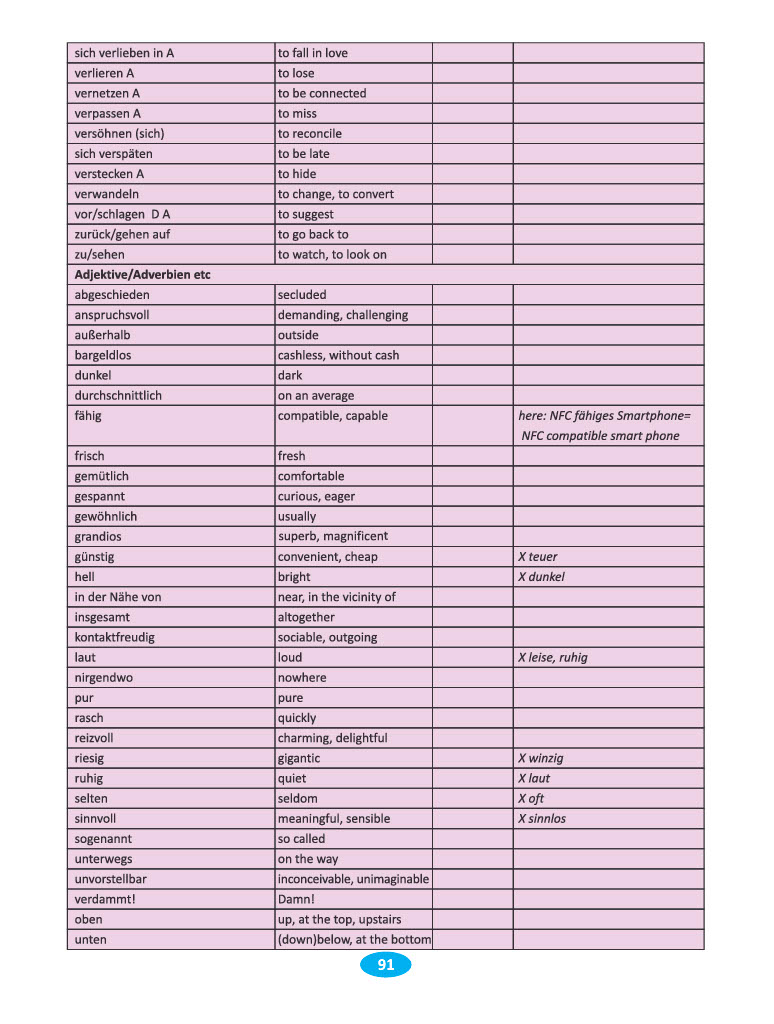 sich verlieben in A to fall in love
verlieren A to lose
vernetzen A to be connected
verpassen A to miss
versöhnen (sich) to reconcile
sich verspäten to be late
verstecken A to hide
verwandeln to change, to convert
vor/schlagen D A to suggest
zurück/gehen auf to go back to
zu/sehen to watch, to look on
Adjektive/Adverbien etc
abgeschieden secluded
anspruchsvoll demanding, challenging
außerhalb outside
bargeldlos cashless, without cash
dunkel dark
durchschnittlich on an average
fähig compatible, capable here: NFC fähiges Smartphone=
NFC compatible smart phone
frisch fresh
gemütlich comfortable
gespannt curious, eager
gewöhnlich usually
grandios superb, magnificent
günstig convenient, cheap X teuer
hell bright X dunkel
in der Nähe von near, in the vicinity of
insgesamt altogether
kontaktfreudig sociable, outgoing
laut loud X leise, ruhig
nirgendwo nowhere
pur pure
rasch quickly
reizvoll charming, delightful
riesig gigantic X winzig
ruhig quiet X laut
selten seldom X oft
sinnvoll meaningful, sensible X sinnlos
sogenannt so called
unterwegs on the way
unvorstellbar inconceivable, unimaginable
verdammt! Damn!
oben up, at the top, upstairs
unten (down)below, at the bottom
91